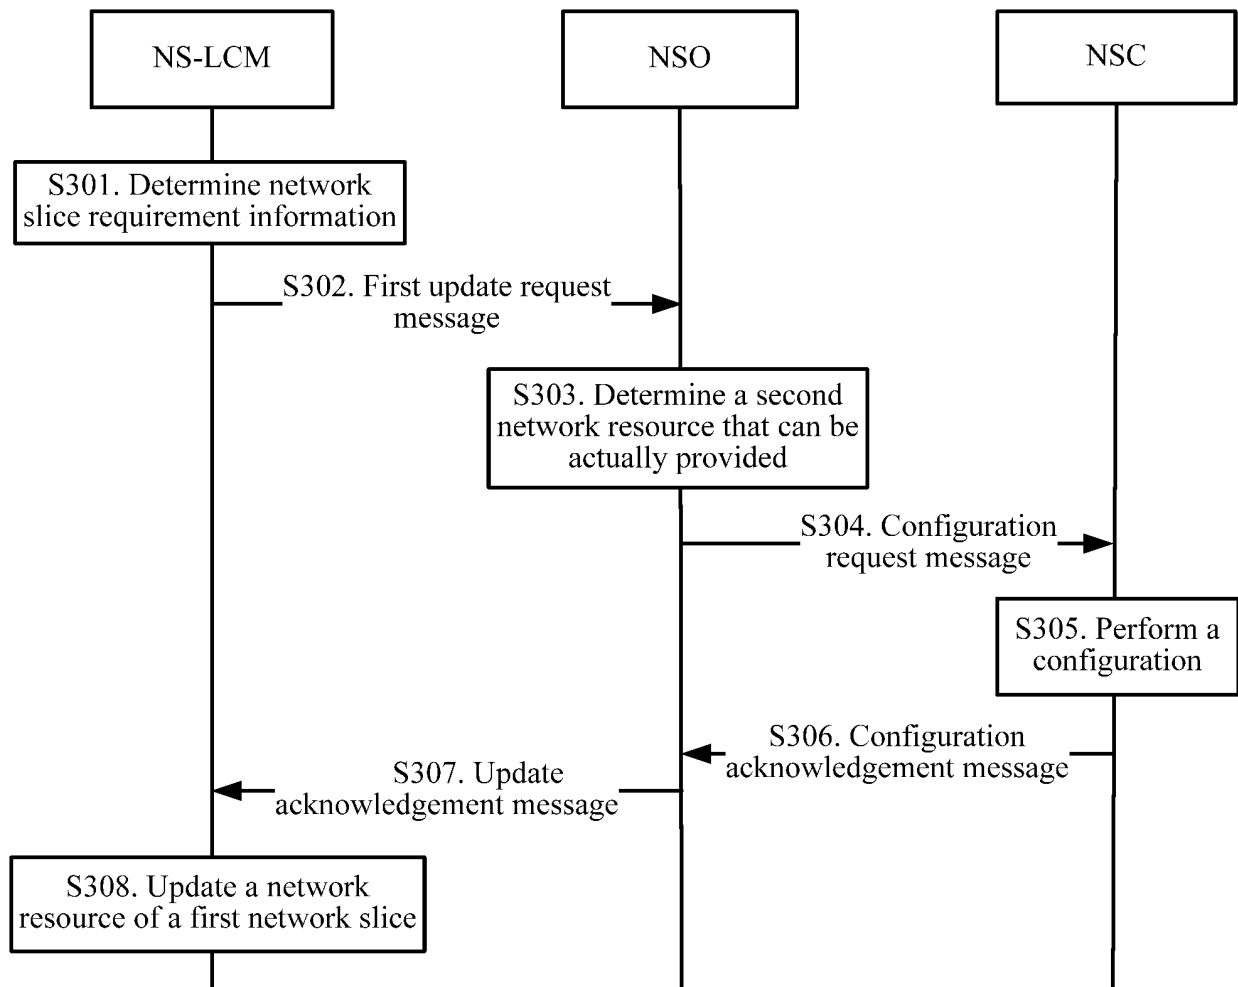 NS-LCM
NSO
NSC
S301. Determine network
slice requirement information
S302. First update request
message
S303. Determine a second
network resource that can be
actually provided
S304. Configuration
request message
S305. Perform a
configuration
S306. Configuration
acknowledgement message
S307. Update
acknowledgement message
S308. Update a network
resource of a first network slice